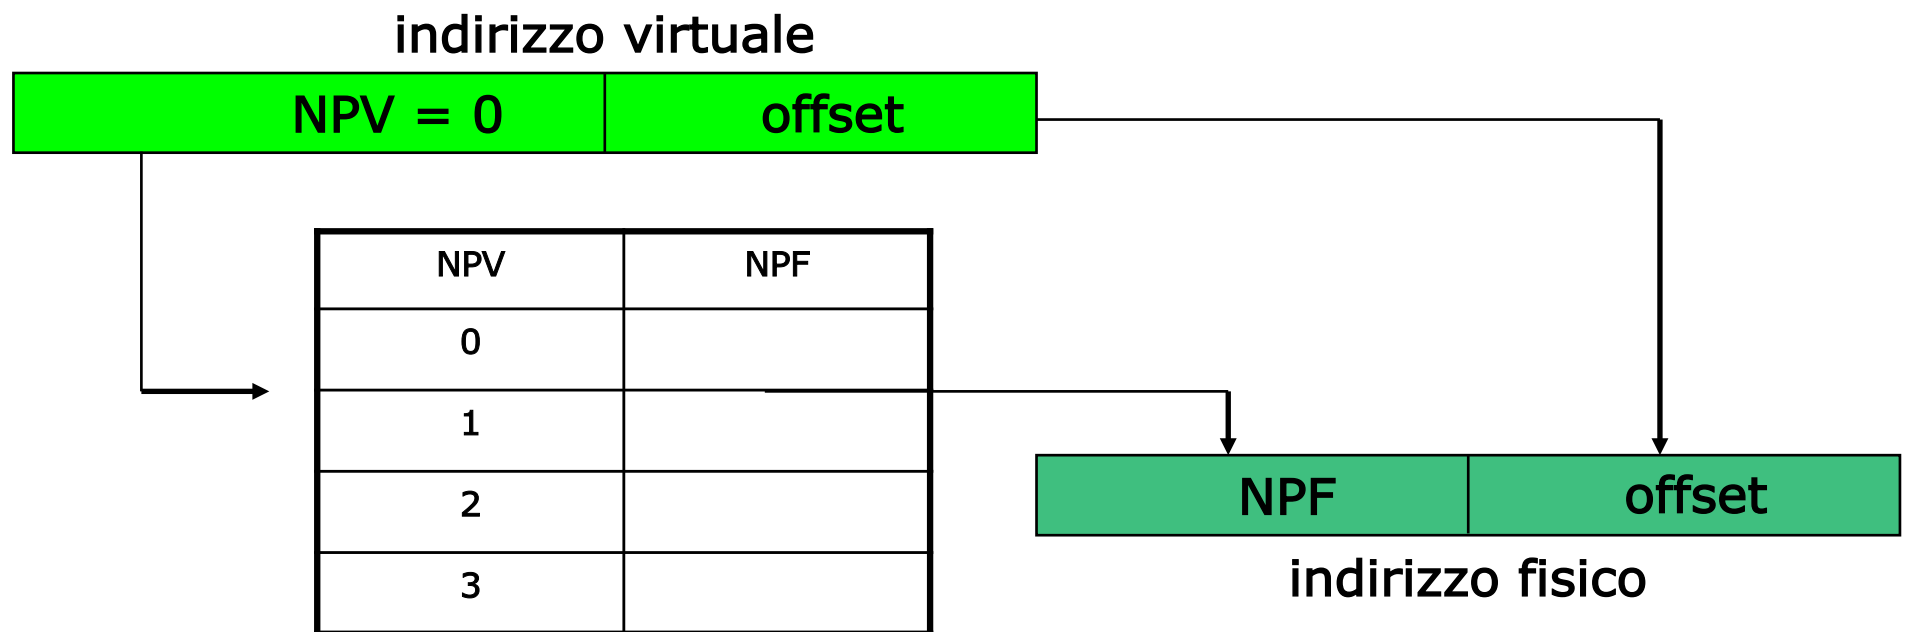 indirizzo virtuale
NPV = 0 offset
NPV NPF
0
1
2
3
NPF offset
indirizzo fisico